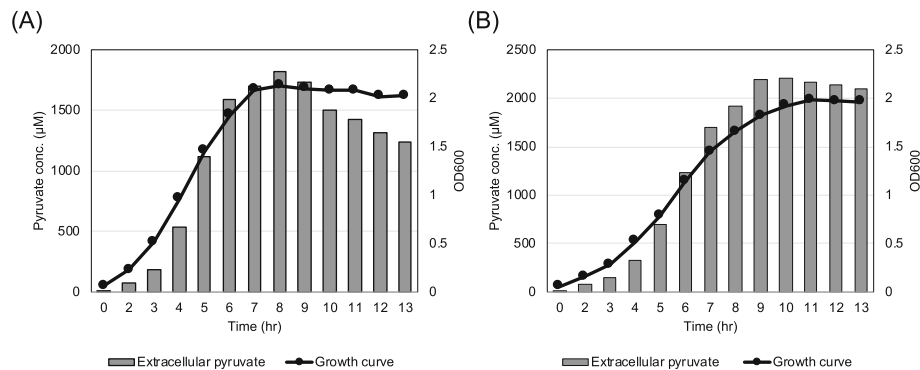 (A)
2000
1500
1000
500
0
Pyruvate conc. (µM)
2.5
2
1.5
1
0.5
0
OD600
0 2 3 4 5 6 7 8 9 10 11 12 13
Time (hr)
Extracellular pyruvate Growth curve
(B)
2500
2000
1500
1000
500
0
Pyruvate conc. (µM)
2.5
2
1.5
1
0.5
0
OD600
0 2 3 4 5 6 7 8 9 10 11 12 13
Time (hr)
Extracellular pyruvate Growth curve